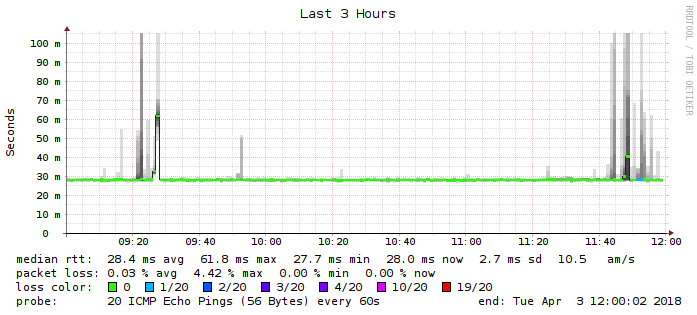 Last 3 Hours
RRDTOOL / TOBI OETIKER
Seconds
100 m
90 m
80 m
70 m
60 m
50 m
40 m
30 m
20 m
10 m
0
09:20 09:40 10:00 10:20 10:40 11:00 11:20 11:40 12:00
median rtt: 28.4 ms avg 61.8 ms max 27.7 ms min 28.0 ms now 2.7 ms sd 10.5 am/s
packet loss: 0.03 % avg 4.42 % max 0.00 % min 0.00 % now
loss color: 0 1/20 2/20 3/20 4/20 10/20 19/20
probe: 20 ICMP Echo Pings (56 Bytes) every 60s end: Tue Apr 3 12:00:02 2018